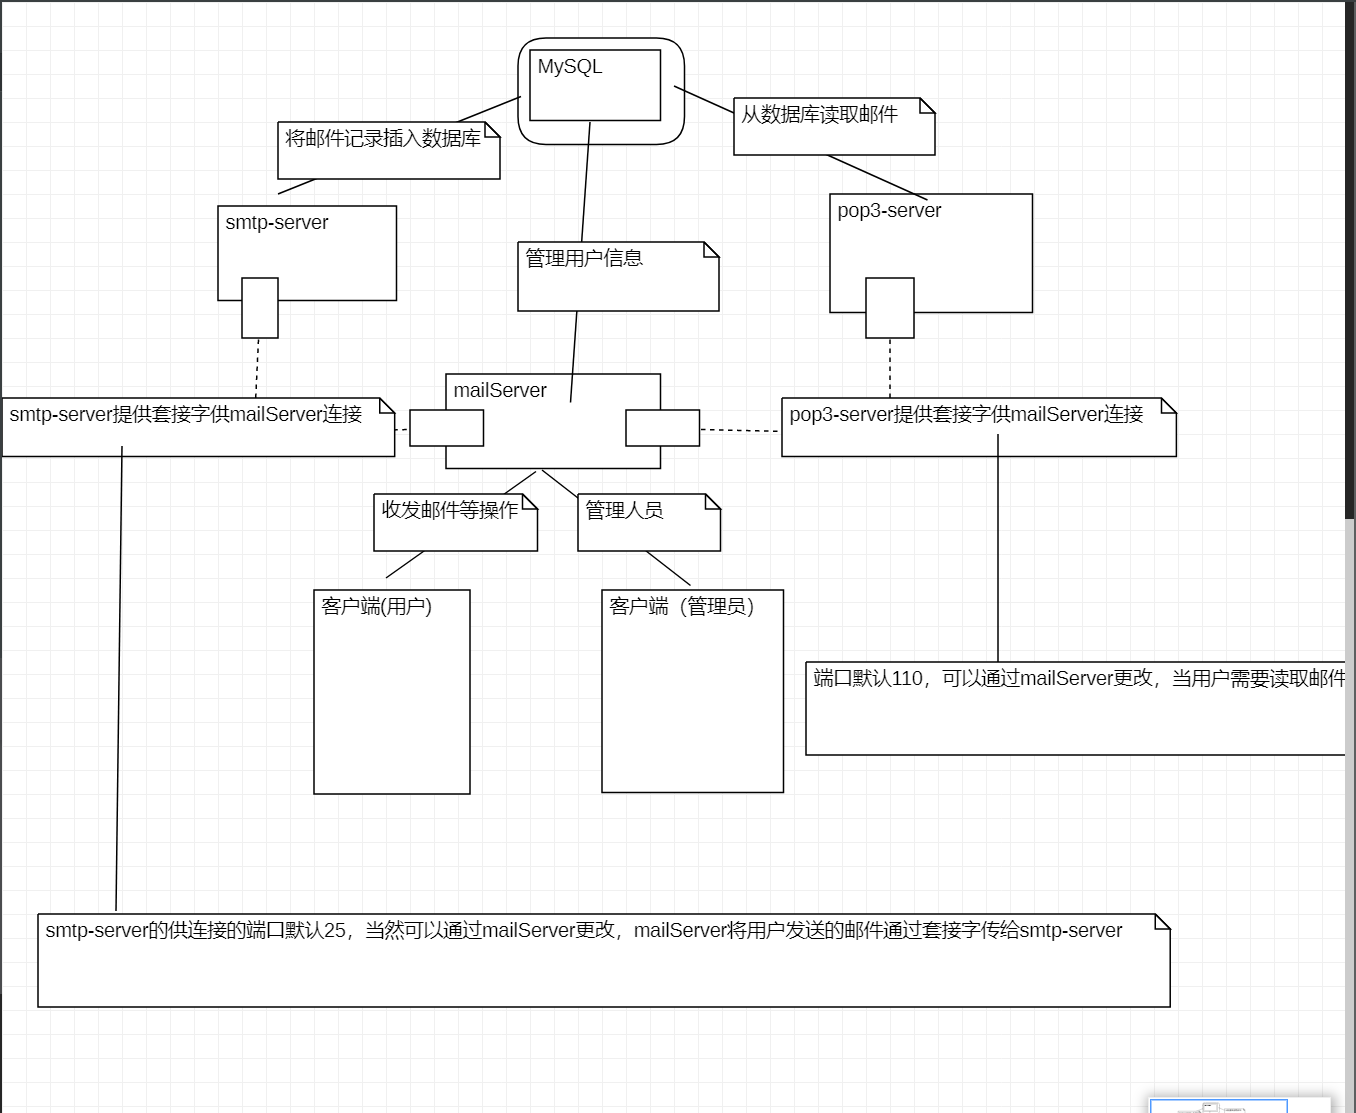 MySQL
将邮件记录插入数据库
从数据库读取邮件
smtp-server
pop3-server
管理用户信息
mailServer
smtp-server提供套接字供mailServer连接
pop3-server提供套接字供mailServer连接
收发邮件等操作
管理人员
客户端(用户)
客户端（管理员）
端口默认110，可以通过mailServer更改，当用户需要读取邮件
smtp-server的供连接的端口默认25，当然可以通过mailServer更改，mailServer将用户发送的邮件通过套接字传给smtp-server